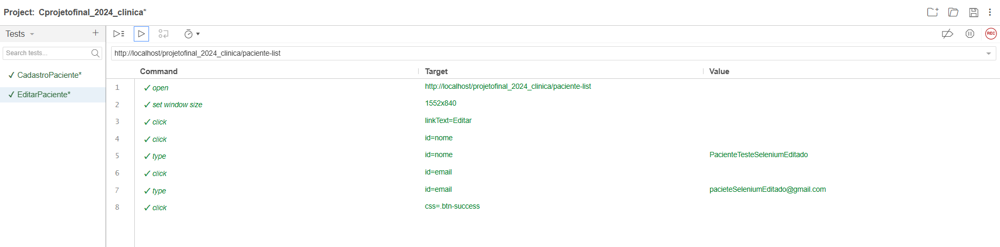 Project: Cprojetofinal_2024_clinica*
Tests
Search tests...
CadastroPaciente*
EditarPaciente*
REC
http://localhost/projetofinal_2024_clinica/paciente-list
Command Target Value
1 open http://localhost/projetofinal_2024_clinica/paciente-list
2 set window size 1552x840
3 click linkText=Editar
4 click id=nome
5 type id=nome PacienteTesteSeleniumEditado
6 click id=email
7 type id=email pacieteSeleniumEditado@gmail.com
8 click css=.btn-success